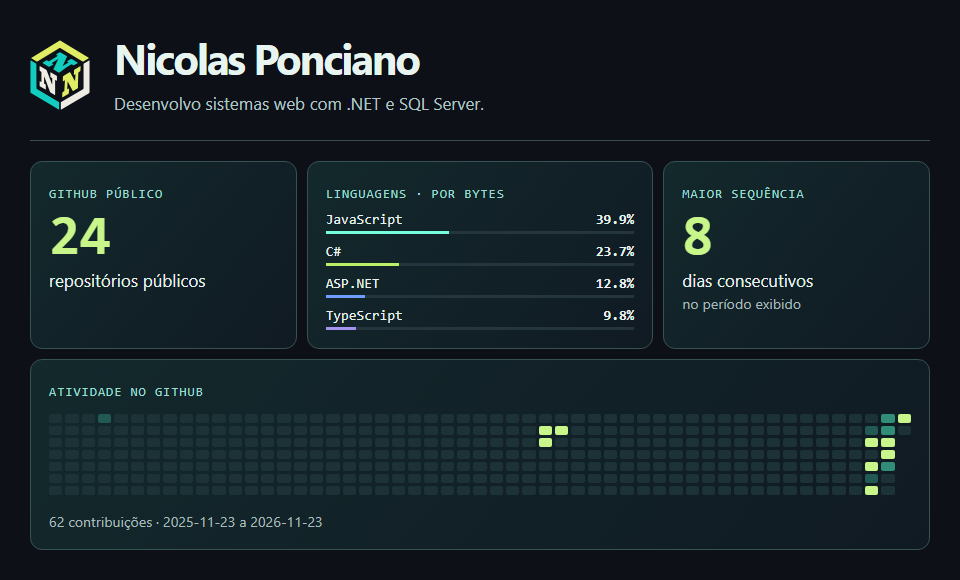 N N N
Nicolas Ponciano
Desenvolvo sistemas web com .NET e SQL Server.
GITHUB PÚBLICO
24
repositórios públicos
LINGUAGENS · POR BYTES
JavaScript 39.9%
C# 23.7%
ASP.NET 12.8%
TypeScript 9.8%
MAIOR SEQUÊNCIA
8
dias consecutivos
no período exibido
ATIVIDADE NO GITHUB
62 contribuições · 2025-11-23 a 2026-11-23